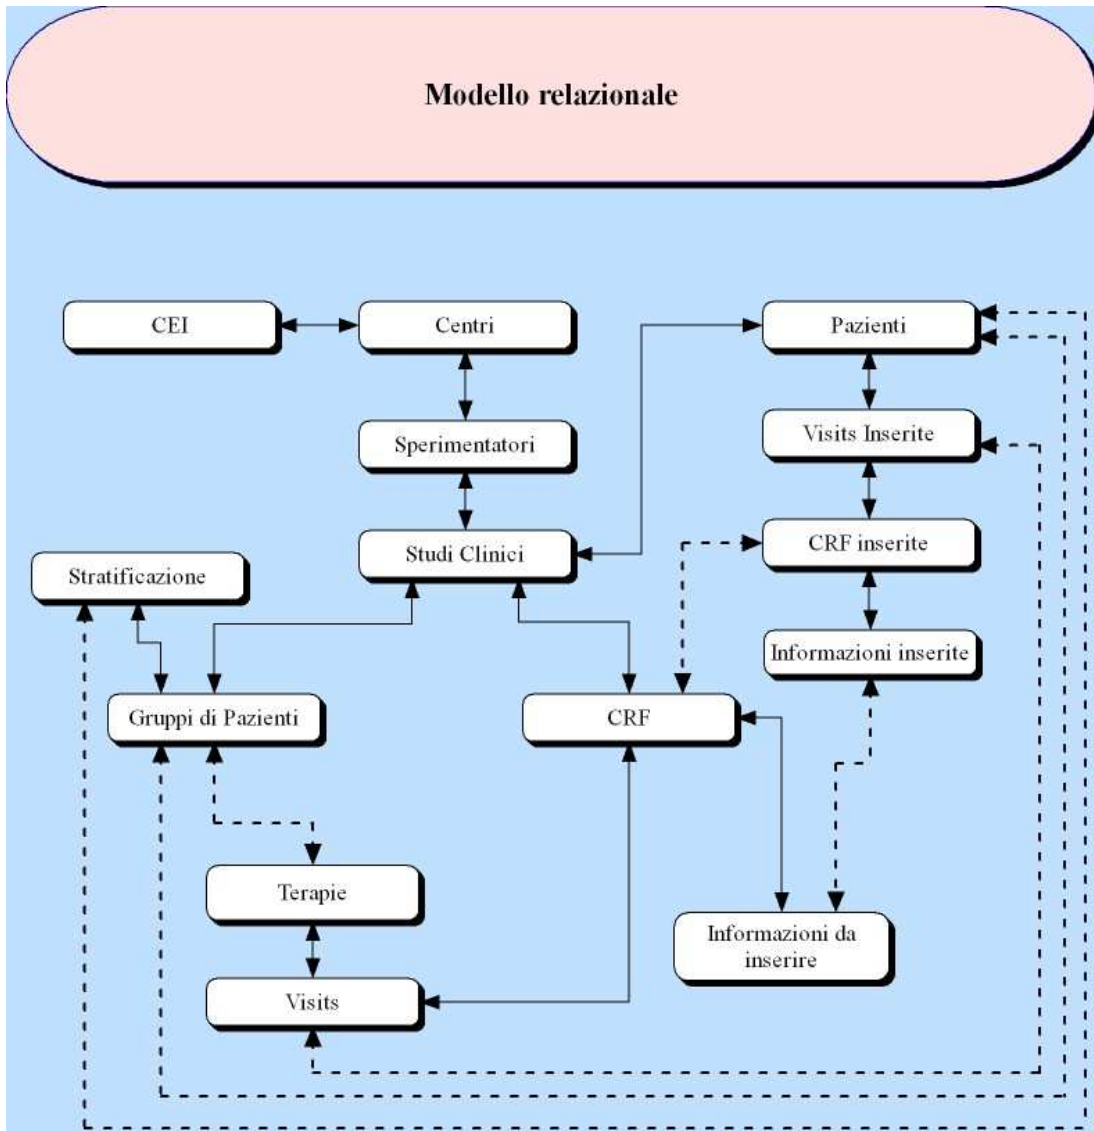 Modello relazionale
CEI
Centri
Pazienti
Sperimentatori
Visits Inserite
Studi Clinici
CRF inserite
Stratificazione
Informazioni inserite
Gruppi di Pazienti
CRF
Terapie
Informazioni da
inserire
Visits